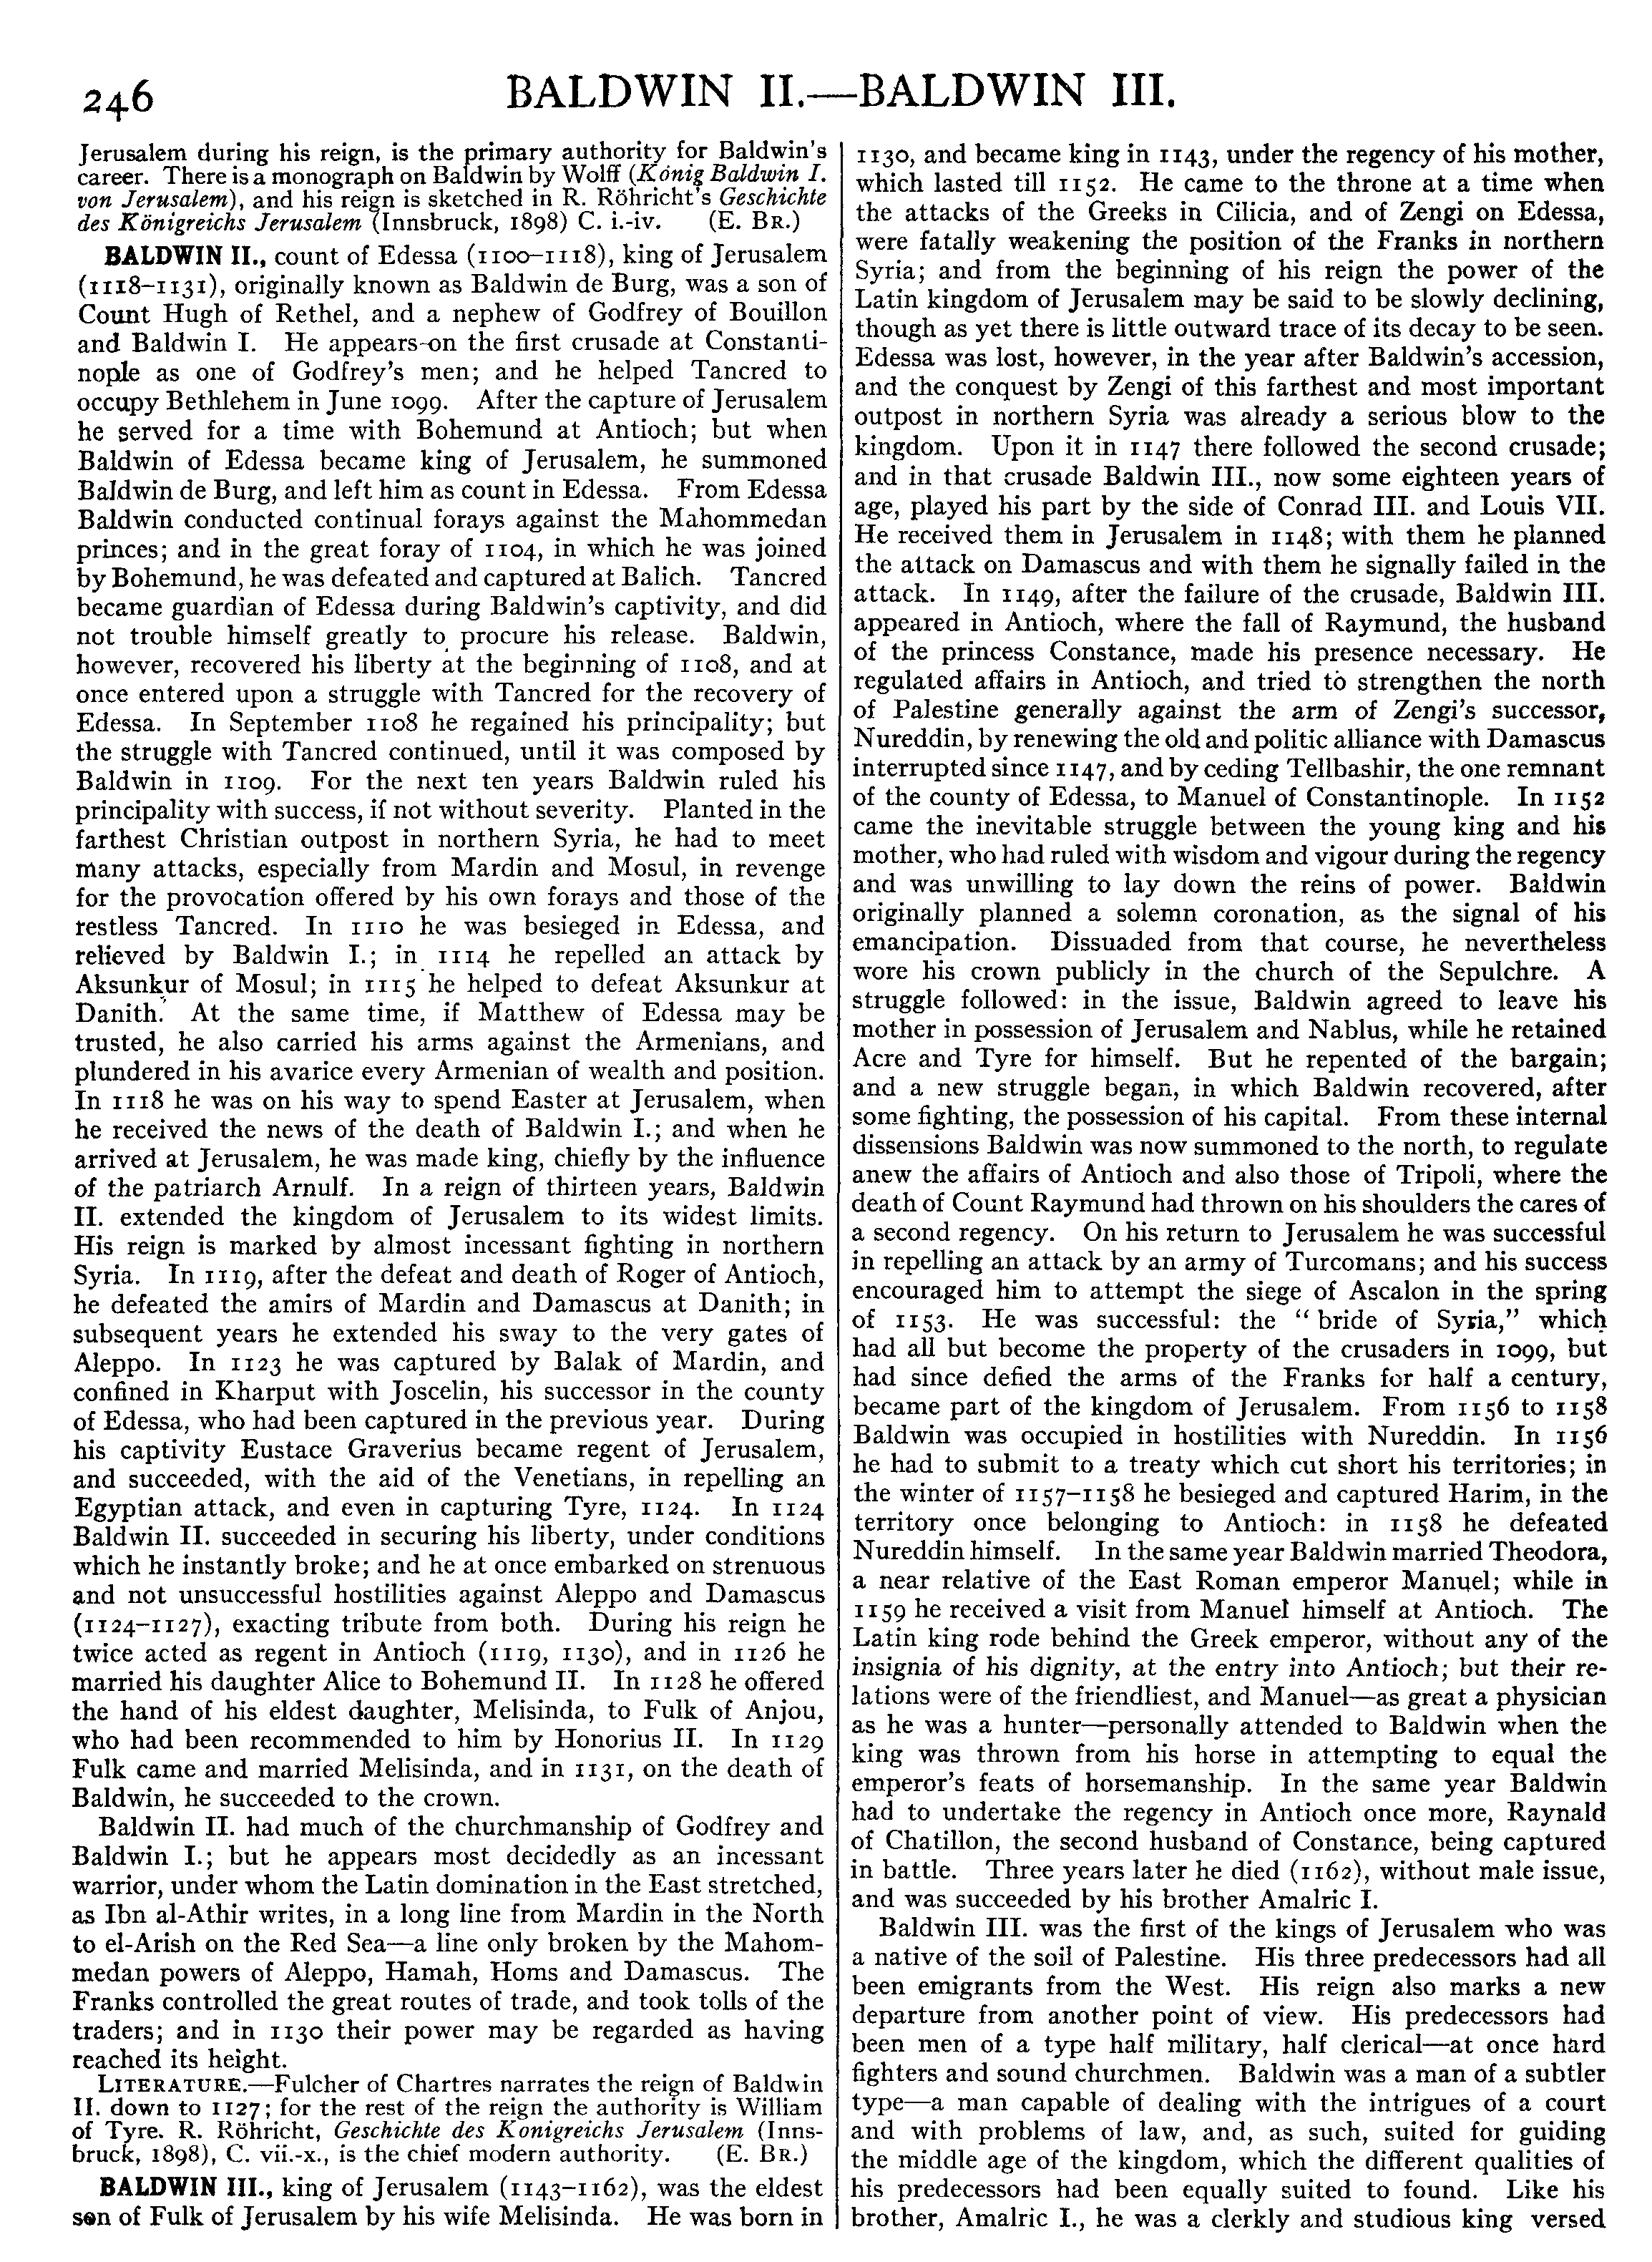 246
BALDWIN II.—BALDWIN III.
Jerusalem during his reign, is the primary authority for Baldwin's
career. There is a monograph on Baldwin by Wolff (König Baldwin I.
von Jerusalem), and his reign is sketched in R. Röhricht's Geschichte
des Königreichs Jerusalem (Innsbruck, 1898) C. i.-iv. (E. BR.)
BALDWIN II., count of Edessa (1100–1118), king of Jerusalem
(1118–1131), originally known as Baldwin de Burg, was a son of
Count Hugh of Rethel, and a nephew of Godfrey of Bouillon
and Baldwin I. He appears on the first crusade at Constanti-
nople as one of Godfrey's men; and he helped Tancred to
occupy Bethlehem in June 1099. After the capture of Jerusalem
he served for a time with Bohemund at Antioch; but when
Baldwin of Edessa became king of Jerusalem, he summoned
Baldwin de Burg, and left him as count in Edessa. From Edessa
Baldwin conducted continual forays against the Mahommedan
princes; and in the great foray of 1104, in which he was joined
by Bohemund, he was defeated and captured at Balich. Tancred
became guardian of Edessa during Baldwin's captivity, and did
not trouble himself greatly to procure his release. Baldwin,
however, recovered his liberty at the beginning of 1108, and at
once entered upon a struggle with Tancred for the recovery of
Edessa. In September 1108 he regained his principality; but
the struggle with Tancred continued, until it was composed by
Baldwin in 1109. For the next ten years Baldwin ruled his
principality with success, if not without severity. Planted in the
farthest Christian outpost in northern Syria, he had to meet
many attacks, especially from Mardin and Mosul, in revenge
for the provocation offered by his own forays and those of the
restless Tancred. In 1110 he was besieged in Edessa, and
relieved by Baldwin I.; in 1114 he repelled an attack by
Aksunkur of Mosul; in 1115 he helped to defeat Aksunkur at
Danith. At the same time, if Matthew of Edessa may be
trusted, he also carried his arms against the Armenians, and
plundered in his avarice every Armenian of wealth and position.
In 1118 he was on his way to spend Easter at Jerusalem, when
he received the news of the death of Baldwin I.; and when he
arrived at Jerusalem, he was made king, chiefly by the influence
of the patriarch Arnulf. In a reign of thirteen years, Baldwin
II. extended the kingdom of Jerusalem to its widest limits.
His reign is marked by almost incessant fighting in northern
Syria. In 1119, after the defeat and death of Roger of Antioch,
he defeated the amirs of Mardin and Damascus at Danith; in
subsequent years he extended his sway to the very gates of
Aleppo. In 1123 he was captured by Balak of Mardin, and
confined in Kharput with Joscelin, his successor in the county
of Edessa, who had been captured in the previous year. During
his captivity Eustace Graverius became regent of Jerusalem,
and succeeded, with the aid of the Venetians, in repelling an
Egyptian attack, and even in capturing Tyre, 1124. In 1124
Baldwin II. succeeded in securing his liberty, under conditions
which he instantly broke; and he at once embarked on strenuous
and not unsuccessful hostilities against Aleppo and Damascus
(1124–1127), exacting tribute from both. During his reign he
twice acted as regent in Antioch (1119, 1130), and in 1126 he
married his daughter Alice to Bohemund II. In 1128 he offered
the hand of his eldest daughter, Melisinda, to Fulk of Anjou,
who had been recommended to him by Honorius II. In 1129
Fulk came and married Melisinda, and in 1131, on the death of
Baldwin, he succeeded to the crown.
Baldwin II. had much of the churchmanship of Godfrey and
Baldwin I.; but he appears most decidedly as an incessant
warrior, under whom the Latin domination in the East stretched,
as Ibn al-Athir writes, in a long line from Mardin in the North
to el-Arish on the Red Sea—a line only broken by the Mahom-
medan powers of Aleppo, Hamah, Homs and Damascus. The
Franks controlled the great routes of trade, and took tolls of the
traders; and in 1130 their power may be regarded as having
reached its height.
LITERATURE.—Fulcher of Chartres narrates the reign of Baldwin
II. down to 1127; for the rest of the reign the authority is William
of Tyre. R. Röhricht, Geschichte des Konigreichs Jerusalem (Inns-
bruck, 1898), C. vii.-x., is the chief modern authority. (E. BR.)
BALDWIN III., king of Jerusalem (1143–1162), was the eldest
son of Fulk of Jerusalem by his wife Melisinda. He was born in
1130, and became king in 1143, under the regency of his mother,
which lasted till 1152. He came to the throne at a time when
the attacks of the Greeks in Cilicia, and of Zengi on Edessa,
were fatally weakening the position of the Franks in northern
Syria; and from the beginning of his reign the power of the
Latin kingdom of Jerusalem may be said to be slowly declining,
though as yet there is little outward trace of its decay to be seen.
Edessa was lost, however, in the year after Baldwin's accession,
and the conquest by Zengi of this farthest and most important
outpost in northern Syria was already a serious blow to the
kingdom. Upon it in 1147 there followed the second crusade;
and in that crusade Baldwin III., now some eighteen years of
age, played his part by the side of Conrad III. and Louis VII.
He received them in Jerusalem in 1148; with them he planned
the attack on Damascus and with them he signally failed in the
attack. In 1149, after the failure of the crusade, Baldwin III.
appeared in Antioch, where the fall of Raymund, the husband
of the princess Constance, made his presence necessary. He
regulated affairs in Antioch, and tried to strengthen the north
of Palestine generally against the arm of Zengi's successor,
Nureddin, by renewing the old and politic alliance with Damascus
interrupted since 1147, and by ceding Tellbashir, the one remnant
of the county of Edessa, to Manuel of Constantinople. In 1152
came the inevitable struggle between the young king and his
mother, who had ruled with wisdom and vigour during the regency
and was unwilling to lay down the reins of power. Baldwin
originally planned a solemn coronation, as the signal of his
emancipation. Dissuaded from that course, he nevertheless
wore his crown publicly in the church of the Sepulchre. A
struggle followed: in the issue, Baldwin agreed to leave his
mother in possession of Jerusalem and Nablus, while he retained
Acre and Tyre for himself. But he repented of the bargain;
and a new struggle began, in which Baldwin recovered, after
some fighting, the possession of his capital. From these internal
dissensions Baldwin was now summoned to the north, to regulate
anew the affairs of Antioch and also those of Tripoli, where the
death of Count Raymund had thrown on his shoulders the cares of
a second regency. On his return to Jerusalem he was successful
in repelling an attack by an army of Turcomans; and his success
encouraged him to attempt the siege of Ascalon in the spring
of 1153. He was successful: the "bride of Syria," which
had all but become the property of the crusaders in 1099, but
had since defied the arms of the Franks for half a century,
became part of the kingdom of Jerusalem. From 1156 to 1158
Baldwin was occupied in hostilities with Nureddin. In 1156
he had to submit to a treaty which cut short his territories; in
the winter of 1157–1158 he besieged and captured Harim, in the
territory once belonging to Antioch: in 1158 he defeated
Nureddin himself. In the same year Baldwin married Theodora,
a near relative of the East Roman emperor Manuel; while in
1159 he received a visit from Manuel himself at Antioch. The
Latin king rode behind the Greek emperor, without any of the
insignia of his dignity, at the entry into Antioch; but their re-
lations were of the friendliest, and Manuel—as great a physician
as he was a hunter—personally attended to Baldwin when the
king was thrown from his horse in attempting to equal the
emperor's feats of horsemanship. In the same year Baldwin
had to undertake the regency in Antioch once more, Raynald
of Chatillon, the second husband of Constance, being captured
in battle. Three years later he died (1162), without male issue,
and was succeeded by his brother Amalric I.
Baldwin III. was the first of the kings of Jerusalem who was
a native of the soil of Palestine. His three predecessors had all
been emigrants from the West. His reign also marks a new
departure from another point of view. His predecessors had
been men of a type half military, half clerical—at once hard
fighters and sound churchmen. Baldwin was a man of a subtler
type—a man capable of dealing with the intrigues of a court
and with problems of law, and, as such, suited for guiding
the middle age of the kingdom, which the different qualities of
his predecessors had been equally suited to found. Like his
brother, Amalric I., he was a clerkly and studious king versed